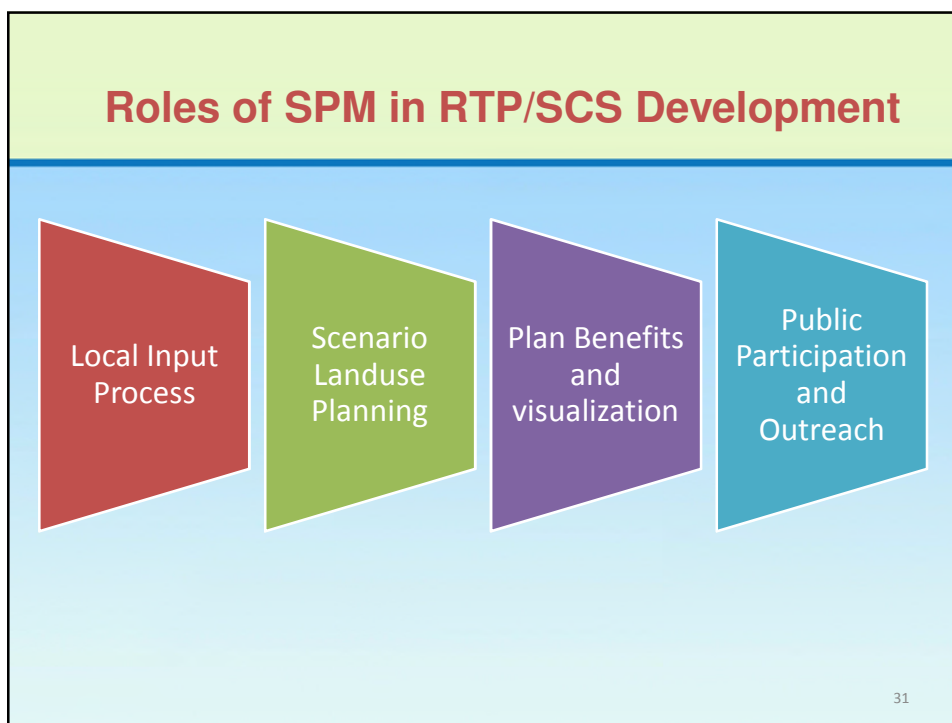 Roles of SPM in RTP/SCS Development
Local Input
Process
Scenario
Landuse
Planning
Plan Benefits
and
visualization
Public
Participation
and
Outreach
31